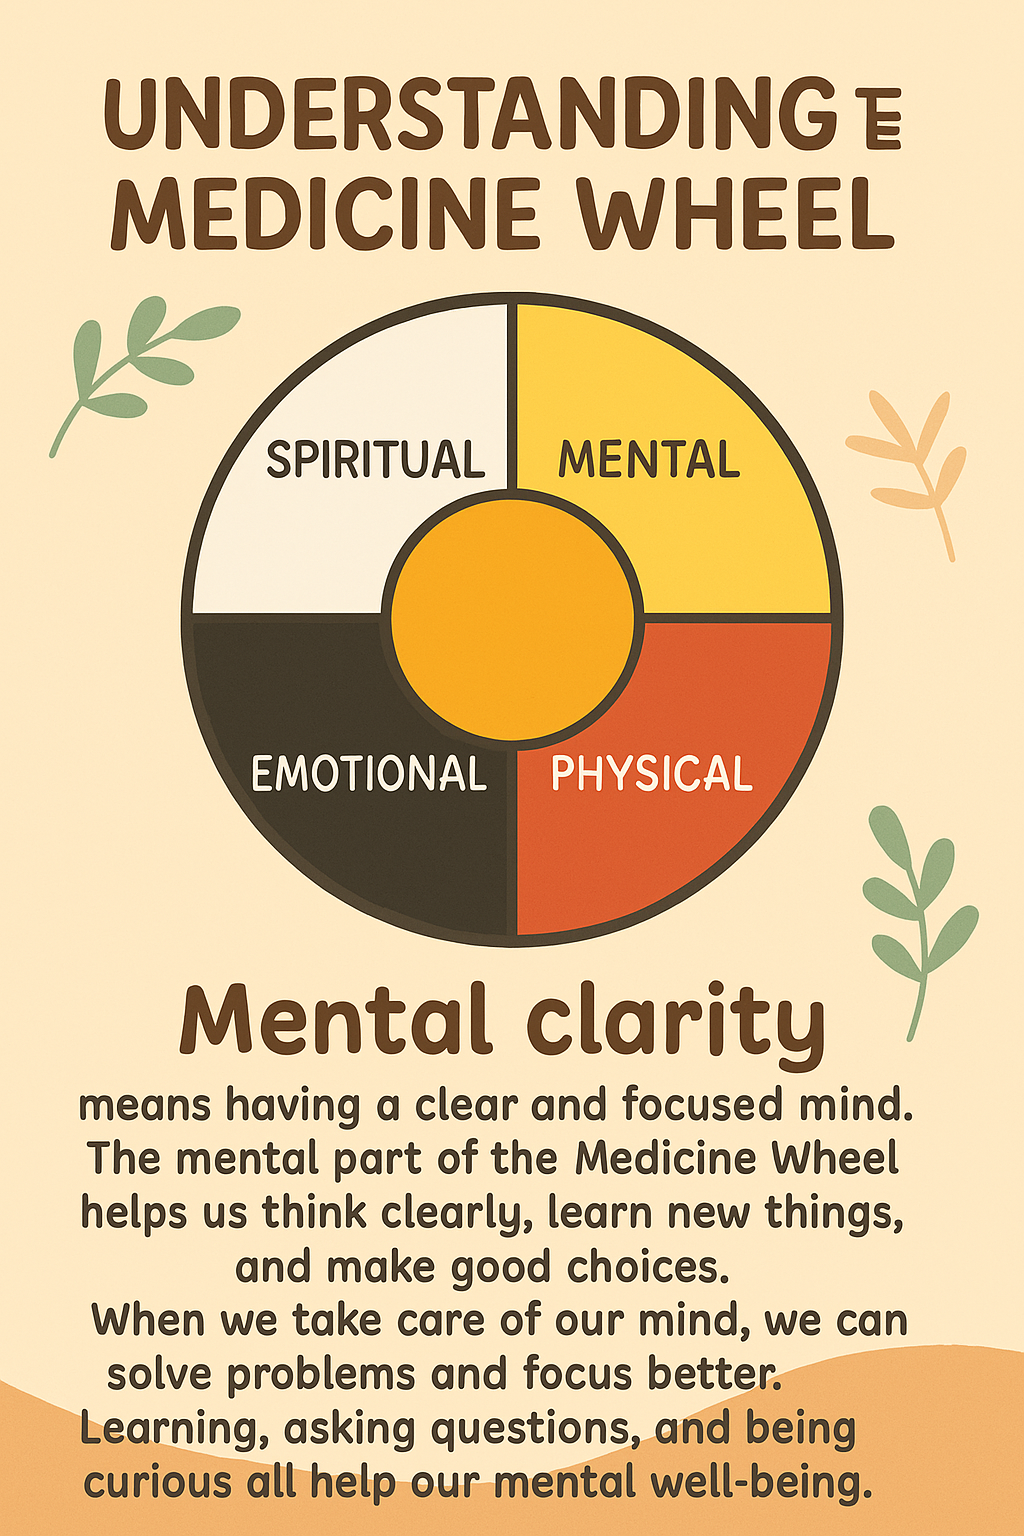 UNDERSTANDING
MEDICINE WHEEL
SPIRITUAL
MENTAL
EMOTIONAL
PHYSICAL
Mental clarity
means having a clear and focused mind.
The mental part of the Medicine Wheel
helps us think clearly, learn new things,
and make good choices.
When we take care of our mind, we can
solve problems and focus better.
Learning, asking questions, and being
curious all help our mental well-being.